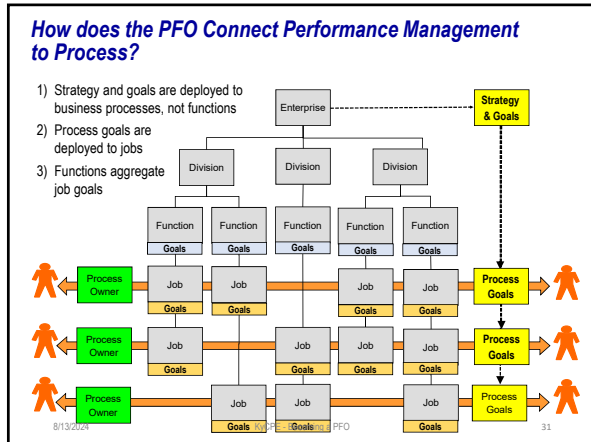 How does the PFO Connect Performance Management
to Process?
1) Strategy and goals are deployed to
business processes, not functions
2) Process goals are
deployed to jobs
3) Functions aggregate
job goals
Enterprise
Strategy
& Goals
Division
Division
Division
Function
Function
Function
Function
Function
Goals
Goals
Goals
Goals
Goals
Process
Owner
Job
Job
Job
Job
Process
Goals
Goals
Goals
Goals
Goals
Process
Owner
Job
Job
Job
Job
Process
Goals
Goals
Goals
Goals
Goals
Process
Owner
Job
Job
Job
Process
Goals
Goals
Goals
Goals
8/13/2024
KyCPE -
a PFO
31